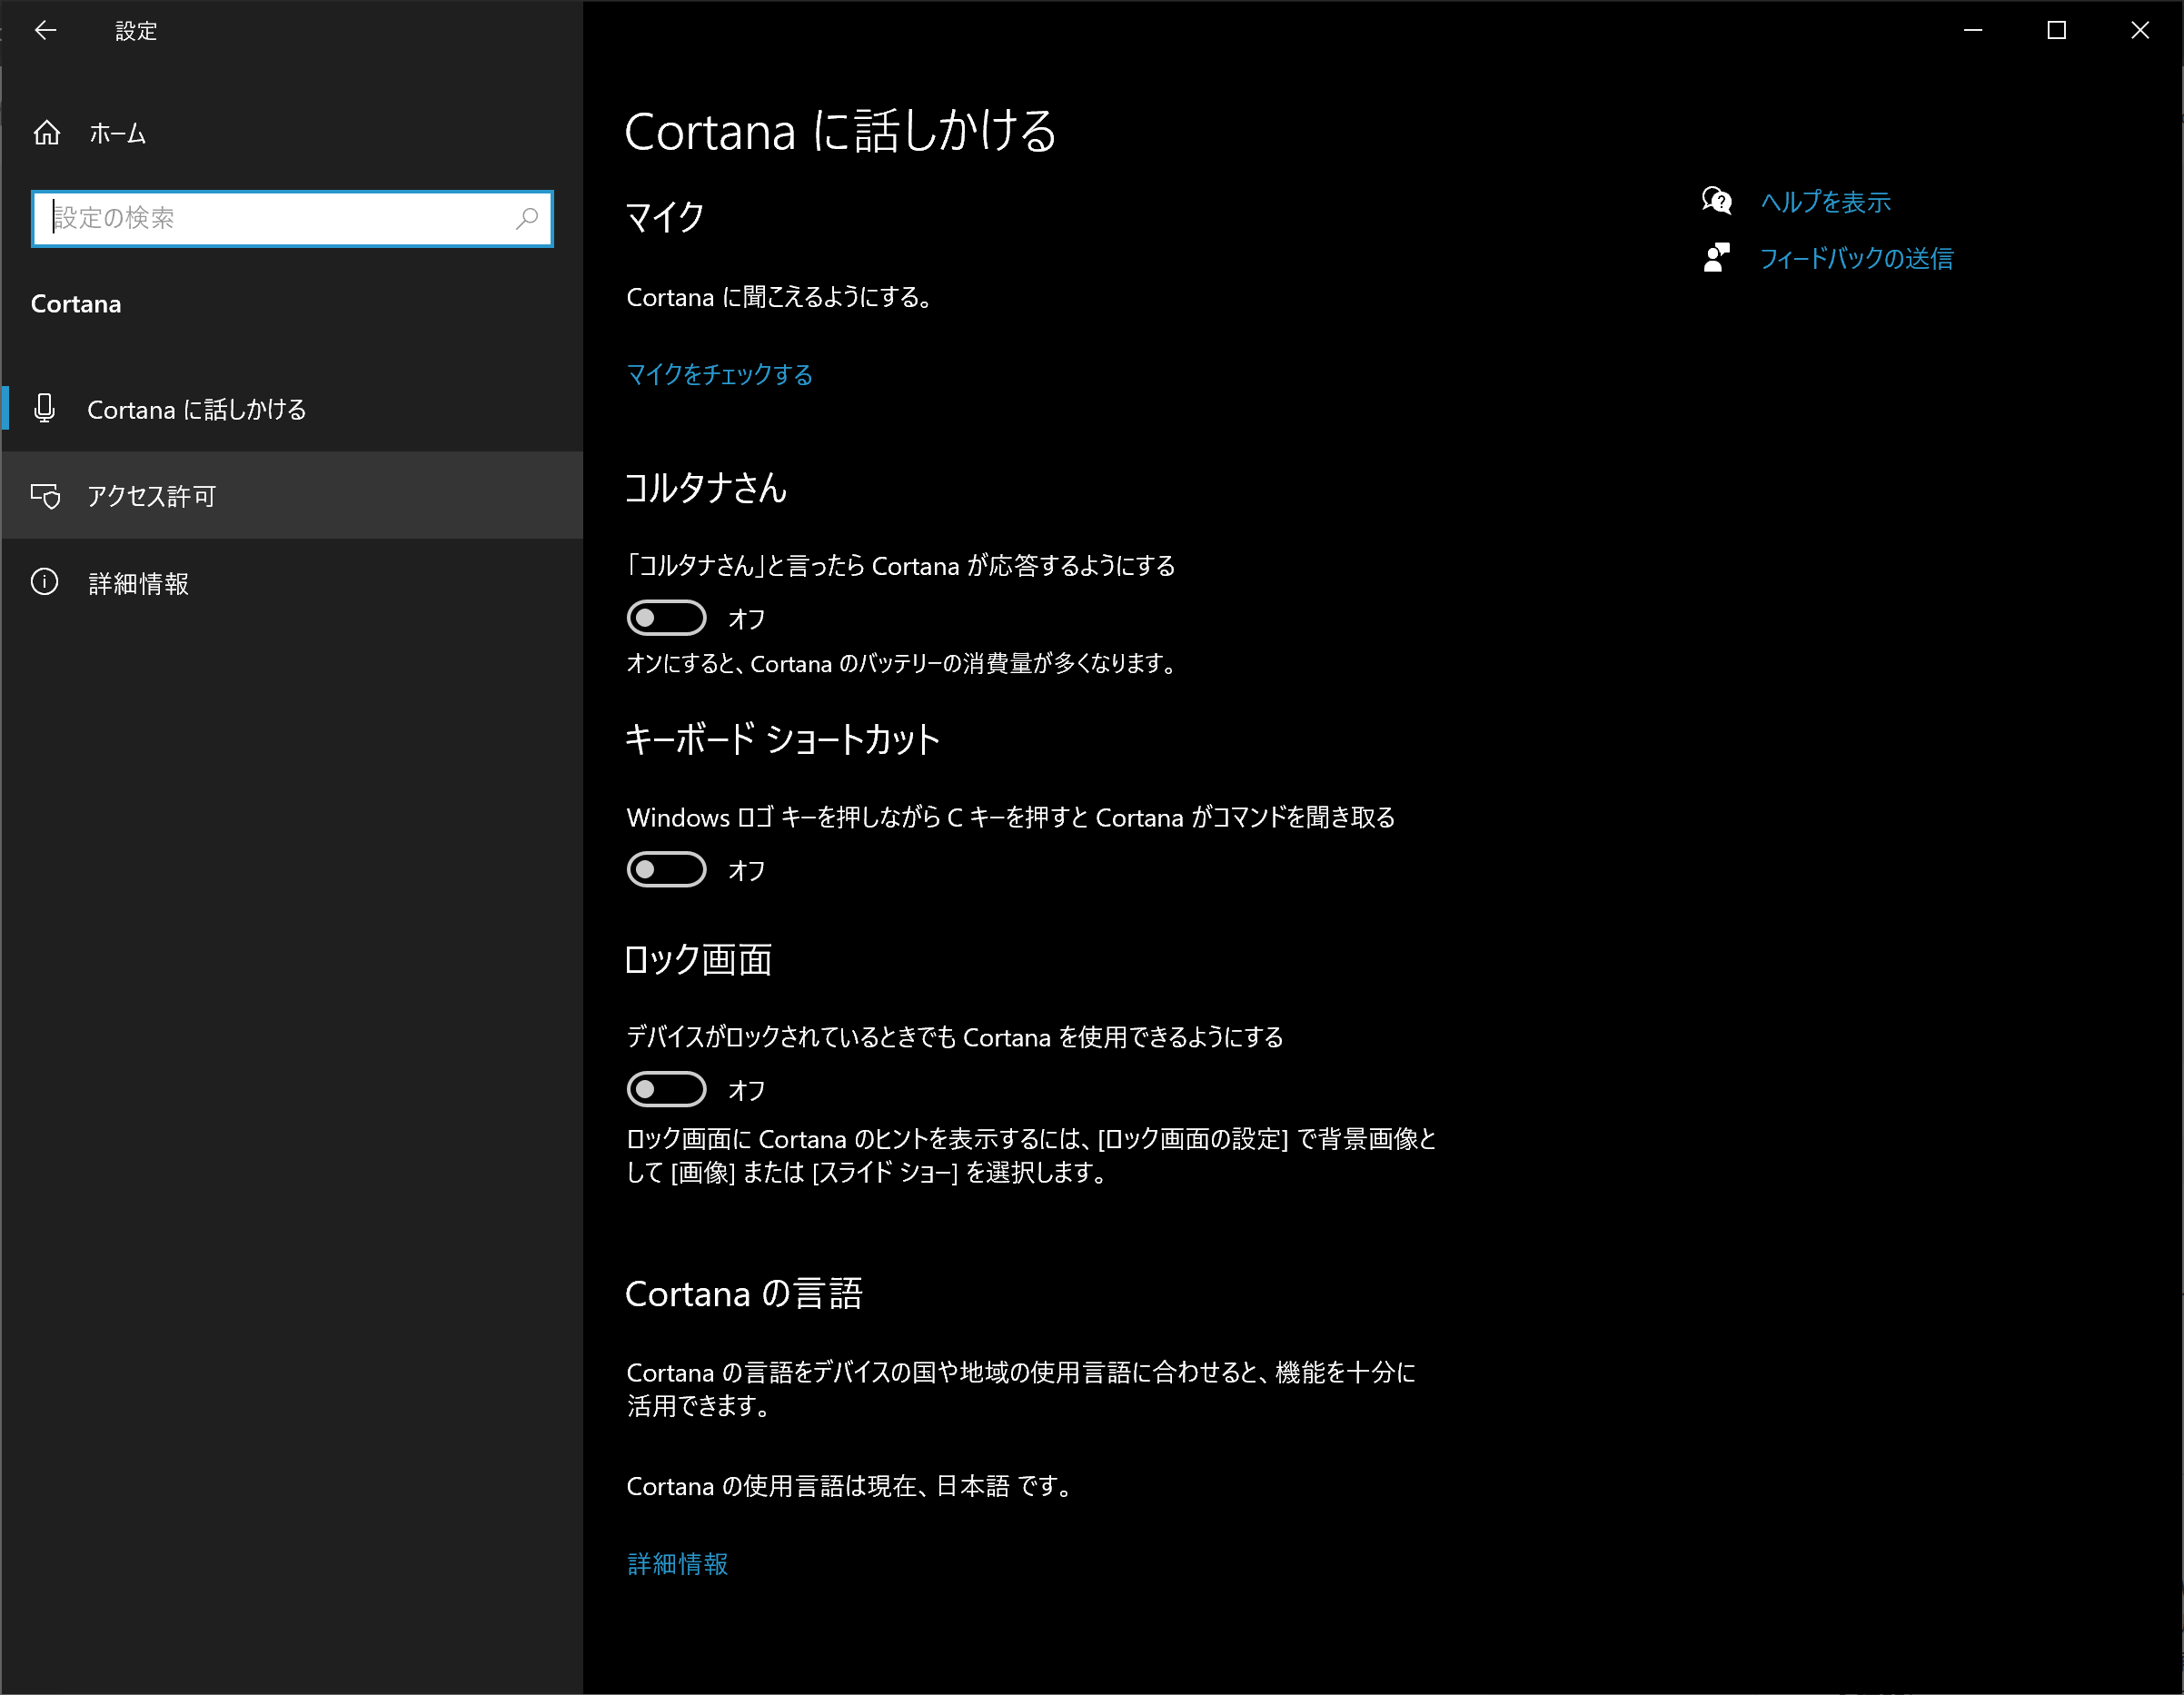 設定
ホーム
設定の検索
Cortana
Cortana に話しかける
アクセス許可
詳細情報
Cortana に話しかける
マイク
Cortana に聞こえるようにする。
マイクをチェックする
コルタナさん
「コルタナさん」と言ったら Cortana が応答するようにする
オフ
オンにすると、Cortana のバッテリーの消費量が多くなります。
キーボード ショートカット
Windows ロゴ キーを押しながら C キーを押すと Cortana がコマンドを聞き取る
オフ
ロック画面
デバイスがロックされているときでも Cortana を使用できるようにする
オフ
ロック画面に Cortana のヒントを表示するには、[ロック画面の設定] で背景画像と
して [画像] または [スライド ショー] を選択します。
Cortana の言語
Cortana の言語をデバイスの国や地域の使用言語に合わせると、機能を十分に
活用できます。
Cortana の使用言語は現在、日本語 です。
詳細情報
ヘルプを表示
フィードバックの送信